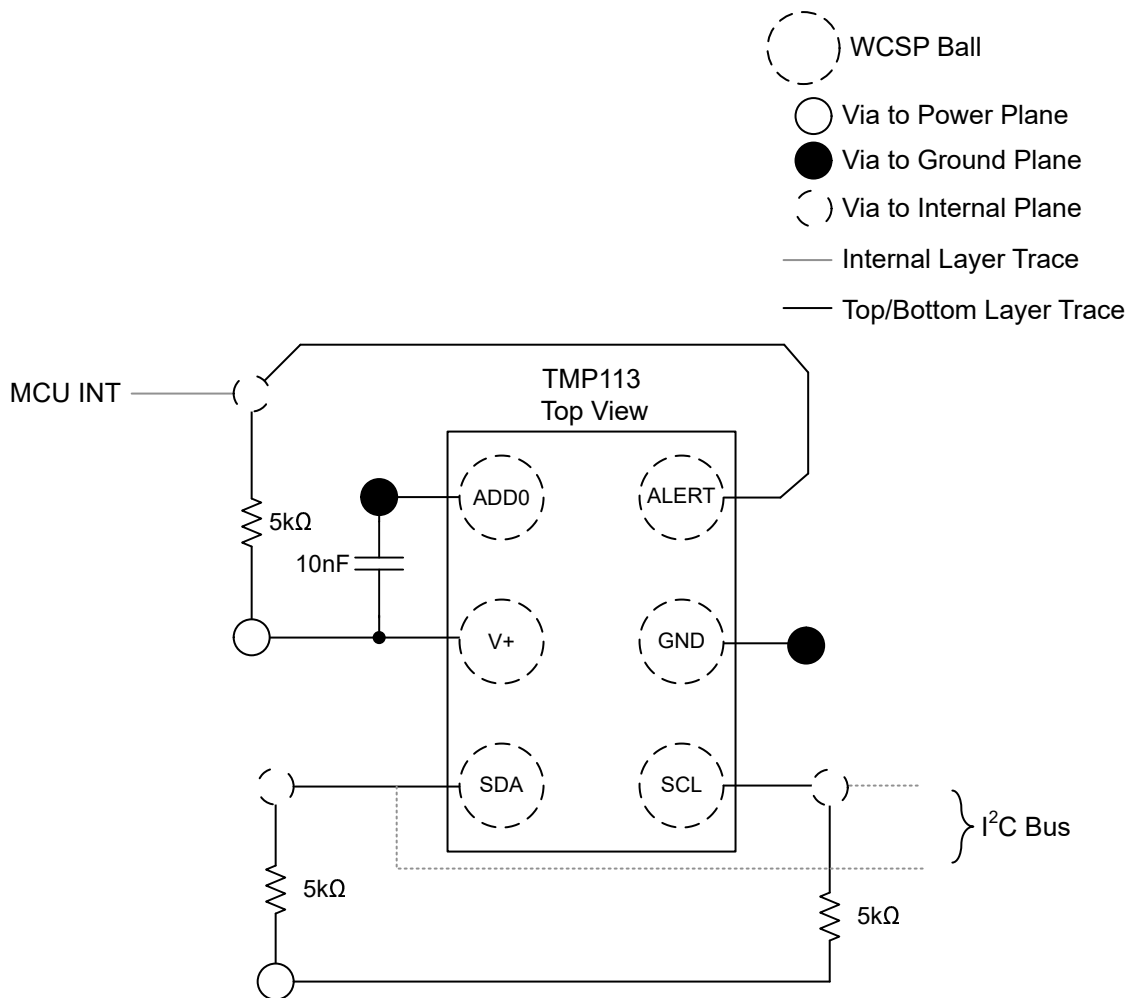 WCSP Ball
Via to Power Plane
Via to Ground Plane
Via to Internal Plane
Internal Layer Trace
Top/Bottom Layer Trace
MCU INT
TMP113
Top View
ADD0
ALERT
5kΩ
10nF
V+
GND
SDA
SCL
I²C Bus
5kΩ
5kΩ